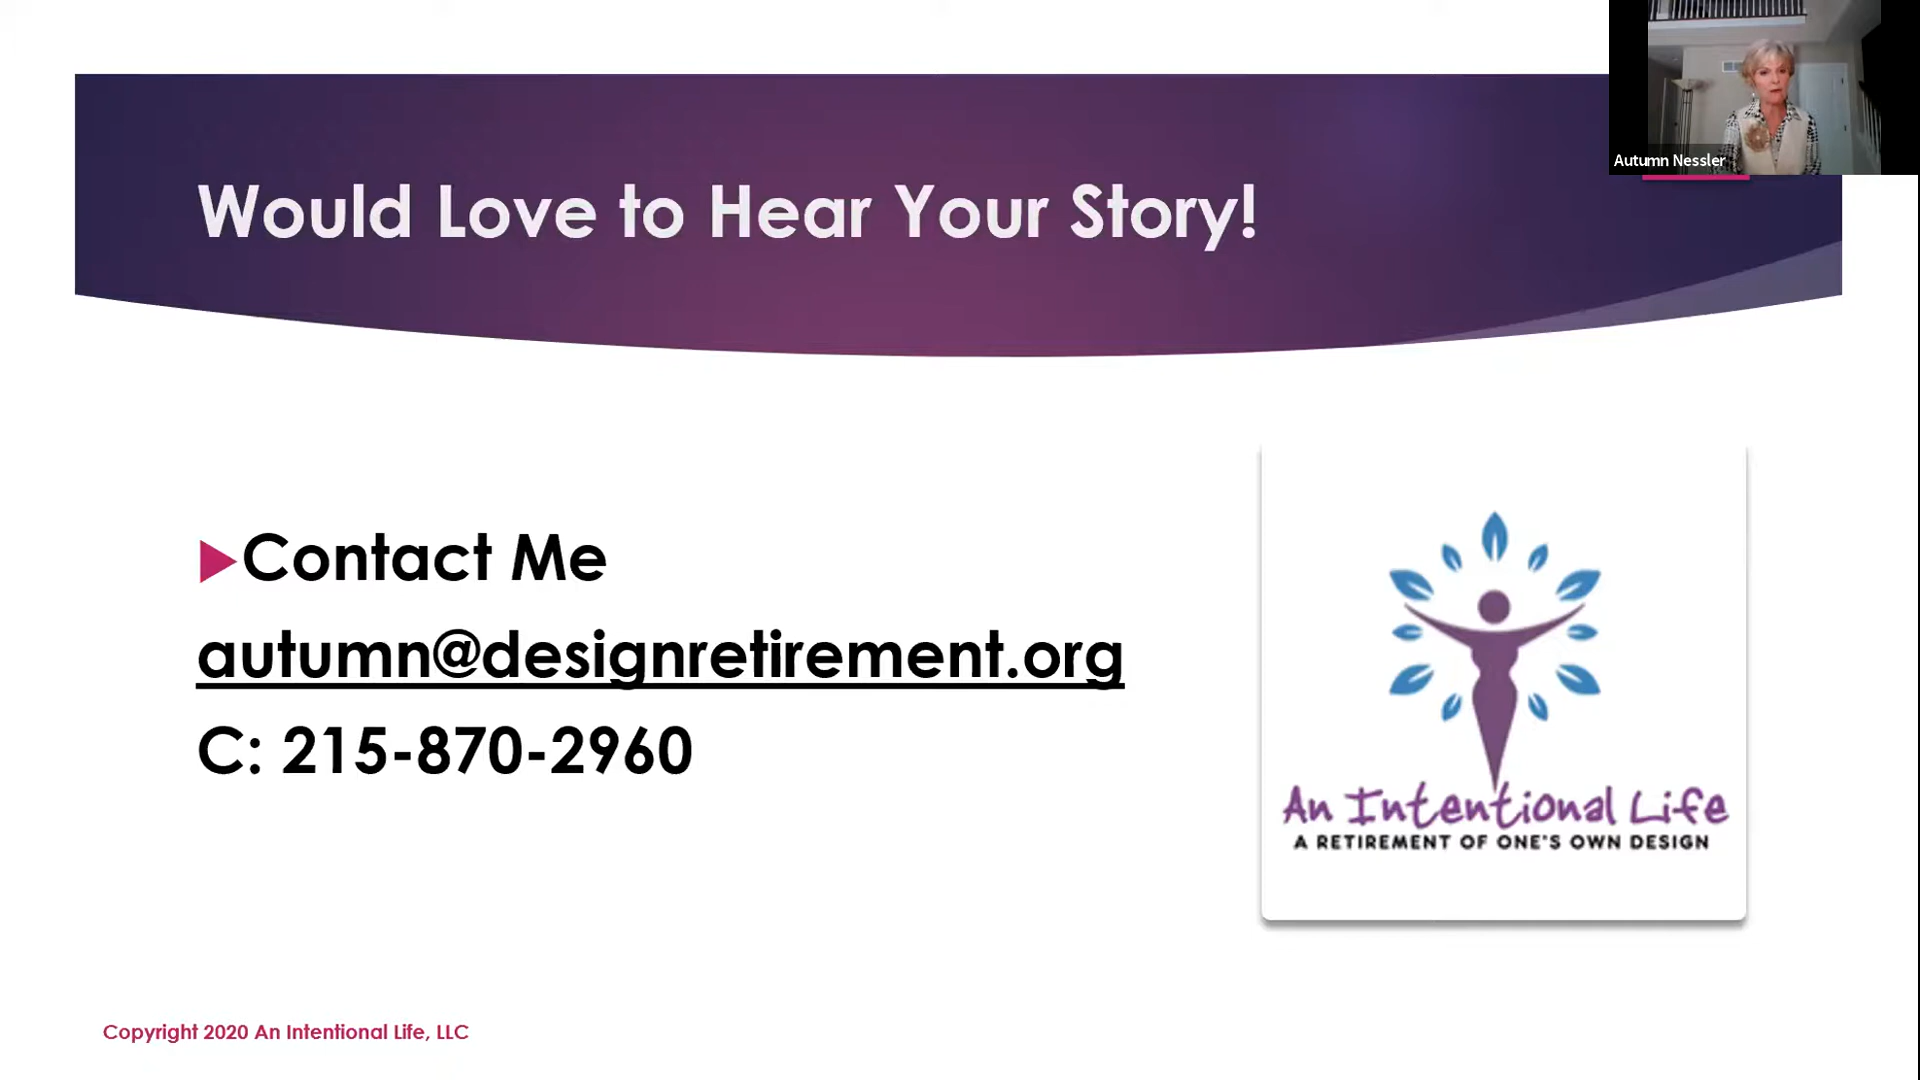 Autumn Nessler
Would Love to Hear Your Story!
Contact Me
autumn@designretirement.org
C: 215-870-2960
An Intentional Life
A RETIREMENT OF ONE'S OWN DESIGN
Copyright 2020 An Intentional Life, LLC